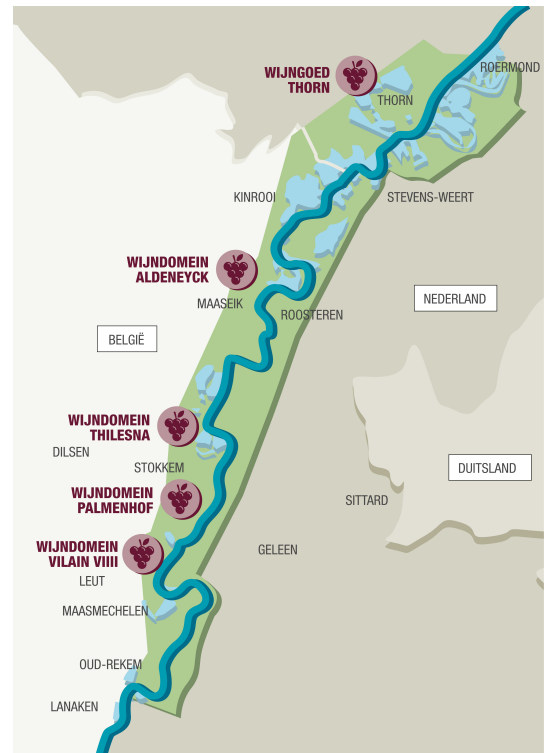 ROERMOND
WIJNGOED
THORN
THORN
KINROOI
STEVENS-WEERT
WIJNDOMEIN
ALDENEYCK
MAASEIK
NEDERLAND
ROOSTEREN
BELGIË
WIJNDOMEIN
THILESNA
DILSEN
STOKKEM
DUITSLAND
WIJNDOMEIN
PALMENHOF
SITTARD
WIJNDOMEIN
VILAIN VIIII
GELEEN
LEUT
MAASMECHELEN
OUD-REKEM
LANAKEN